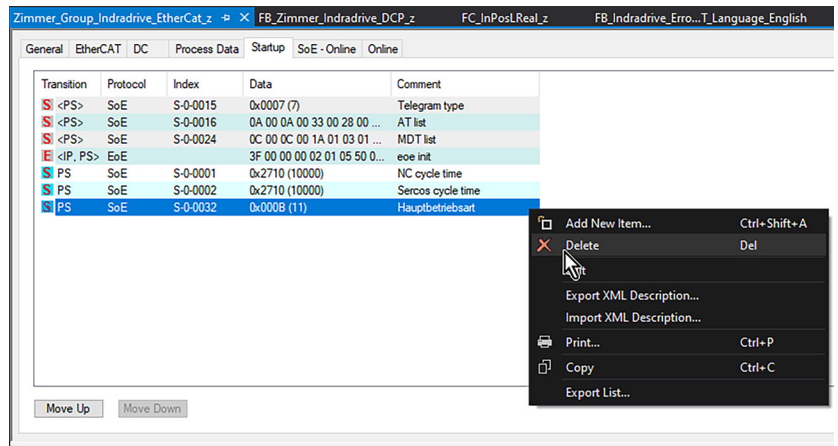 Zimmer_Group_Indradrive_EtherCat_z FB_Zimmer_Indradrive_DCP_z FC_InPosLReal_z FB_Indradrive_Erro...T_Language_English
General EtherCAT DC Process Data Startup SoE - Online Online
Transition Protocol Index Data Comment
S <PS> SoE S-0-0015 0x0007 (7) Telegram type
S <PS> SoE S-0-0016 0A 00 0A 00 33 00 28 00 ... AT list
S <PS> SoE S-0-0024 0C 00 0C 00 1A 01 03 01 ... MDT list
E <IP, PS> EoE 3F 00 00 00 02 01 05 50 0... eoe init
S PS SoE S-0-0001 0x2710 (10000) NC cycle time
S PS SoE S-0-0002 0x2710 (10000) Sercos cycle time
S PS SoE S-0-0032 0x000B (11) Hauptbetriebsart
Add New Item... Ctrl+Shift+A
Delete Del
Export XML Description...
Import XML Description...
Print... Ctrl+P
Copy Ctrl+C
Export List...
Move Up Move Down